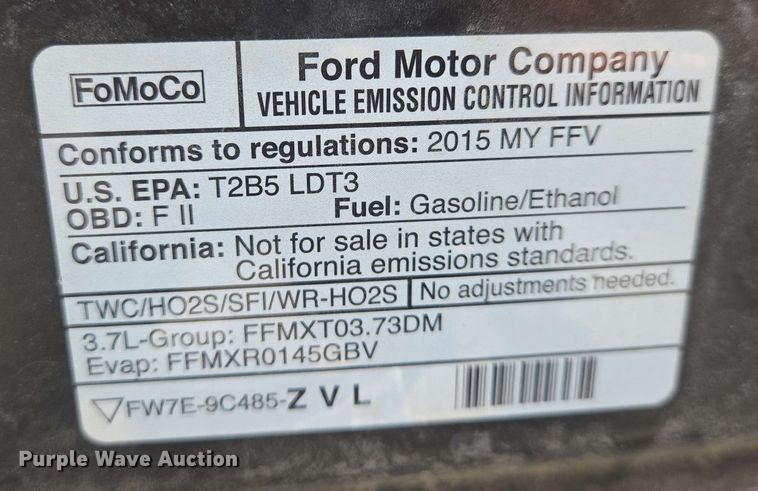 FoMoCo
Ford Motor Company
VEHICLE EMISSION CONTROL INFORMATION
Conforms to regulations: 2015 MY FFV
U.S. EPA: T2B5 LDT3
OBD: F II Fuel: Gasoline/Ethanol
California: Not for sale in states with
California emissions standards.
TWC/HO2S/SFI/WR-HO2S No adjustments needed.
3.7L-Group: FFMXT03.73DM
Evap: FFMXR0145GBV
FW7E-9C485-Z V L
Purple Wave Auction